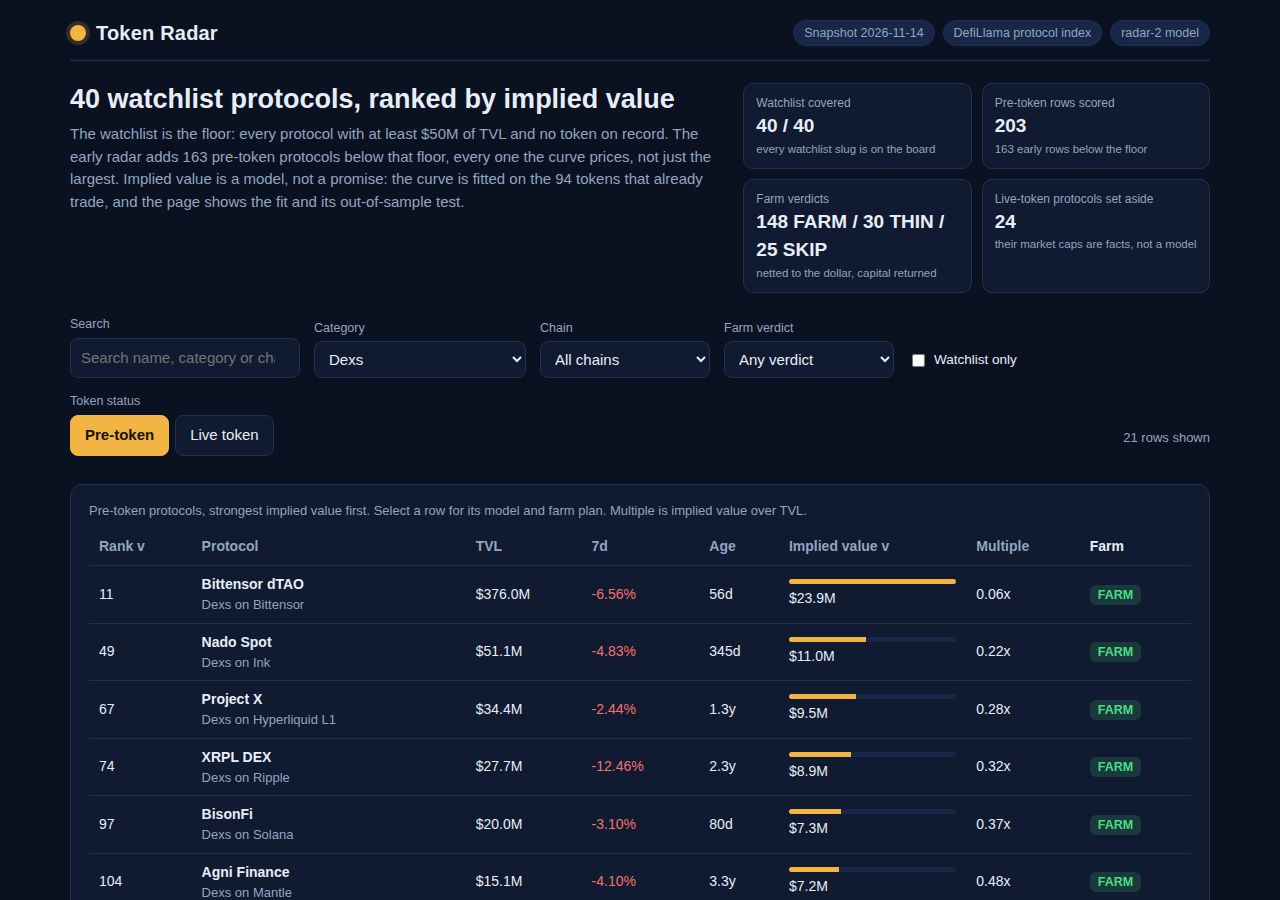 Token Radar
Snapshot 2026-11-14
DefiLlama protocol index
radar-2 model
40 watchlist protocols, ranked by implied value
The watchlist is the floor: every protocol with at least $50M of TVL and no token on record. The
early radar adds 163 pre-token protocols below that floor, every one the curve prices, not just the
largest. Implied value is a model, not a promise: the curve is fitted on the 94 tokens that already
trade, and the page shows the fit and its out-of-sample test.
Watchlist covered
40 / 40
every watchlist slug is on the board
Pre-token rows scored
203
163 early rows below the floor
Farm verdicts
148 FARM / 30 THIN /
25 SKIP
netted to the dollar, capital returned
Live-token protocols set aside
24
their market caps are facts, not a model
Search
Search name, category or cha
Category
Dexs
Chain
All chains
Farm verdict
Any verdict
Watchlist only
Token status
Pre-token
Live token
21 rows shown
Pre-token protocols, strongest implied value first. Select a row for its model and farm plan. Multiple is implied value over TVL.
Rank v Protocol TVL 7d Age Implied value v Multiple Farm
11 Bittensor dTAO $376.0M -6.56% 56d $23.9M 0.06x FARM
Dexs on Bittensor
49 Nado Spot $51.1M -4.83% 345d $11.0M 0.22x FARM
Dexs on Ink
67 Project X $34.4M -2.44% 1.3y $9.5M 0.28x FARM
Dexs on Hyperliquid L1
74 XRPL DEX $27.7M -12.46% 2.3y $8.9M 0.32x FARM
Dexs on Ripple
97 BisonFi $20.0M -3.10% 80d $7.3M 0.37x FARM
Dexs on Solana
104 Agni Finance $15.1M -4.10% 3.3y $7.2M 0.48x FARM
Dexs on Mantle